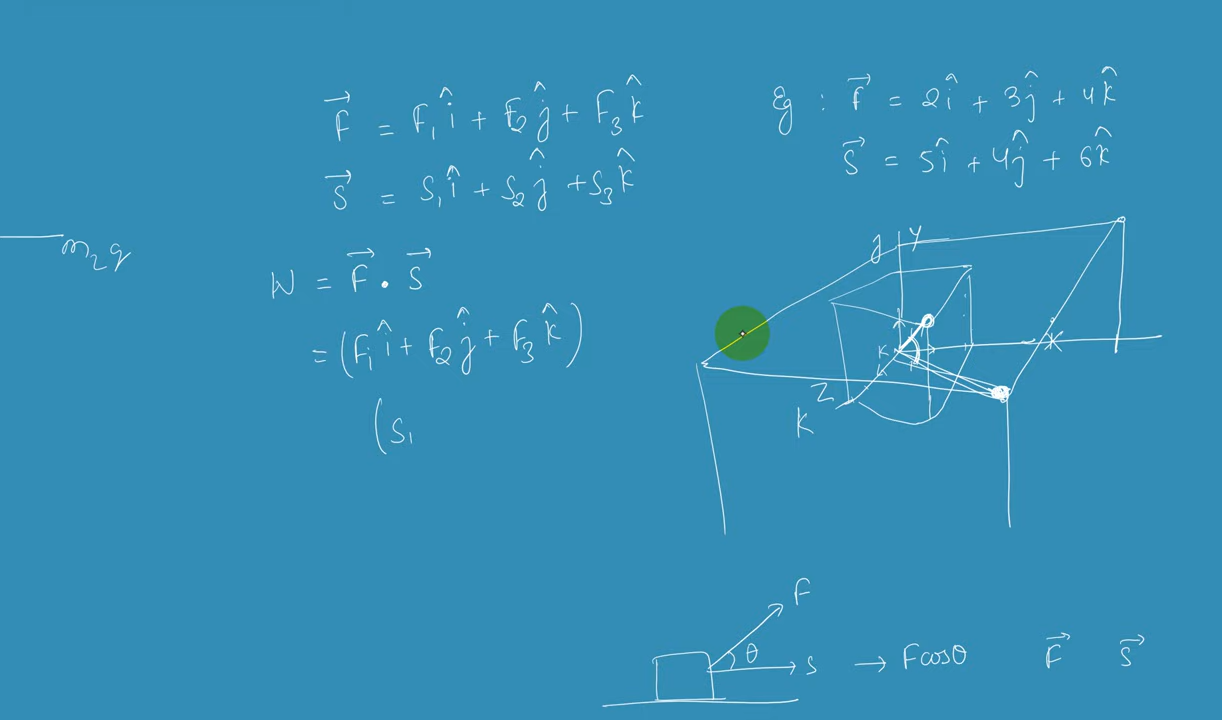 F⃗ = F₁î + F₂ĵ + F₃k̂
S⃗ = S₁î + S₂ĵ + S₃k̂
m₂g
W = F⃗ . S⃗
= (F₁î + F₂ĵ + F₃k̂)
(S₁
Eg : F⃗ = 2î + 3ĵ + 4k̂
S⃗ = 5î + 4ĵ + 6k̂
j Y
K
X
Z
K
F
θ
S → Fcosθ F⃗ S⃗